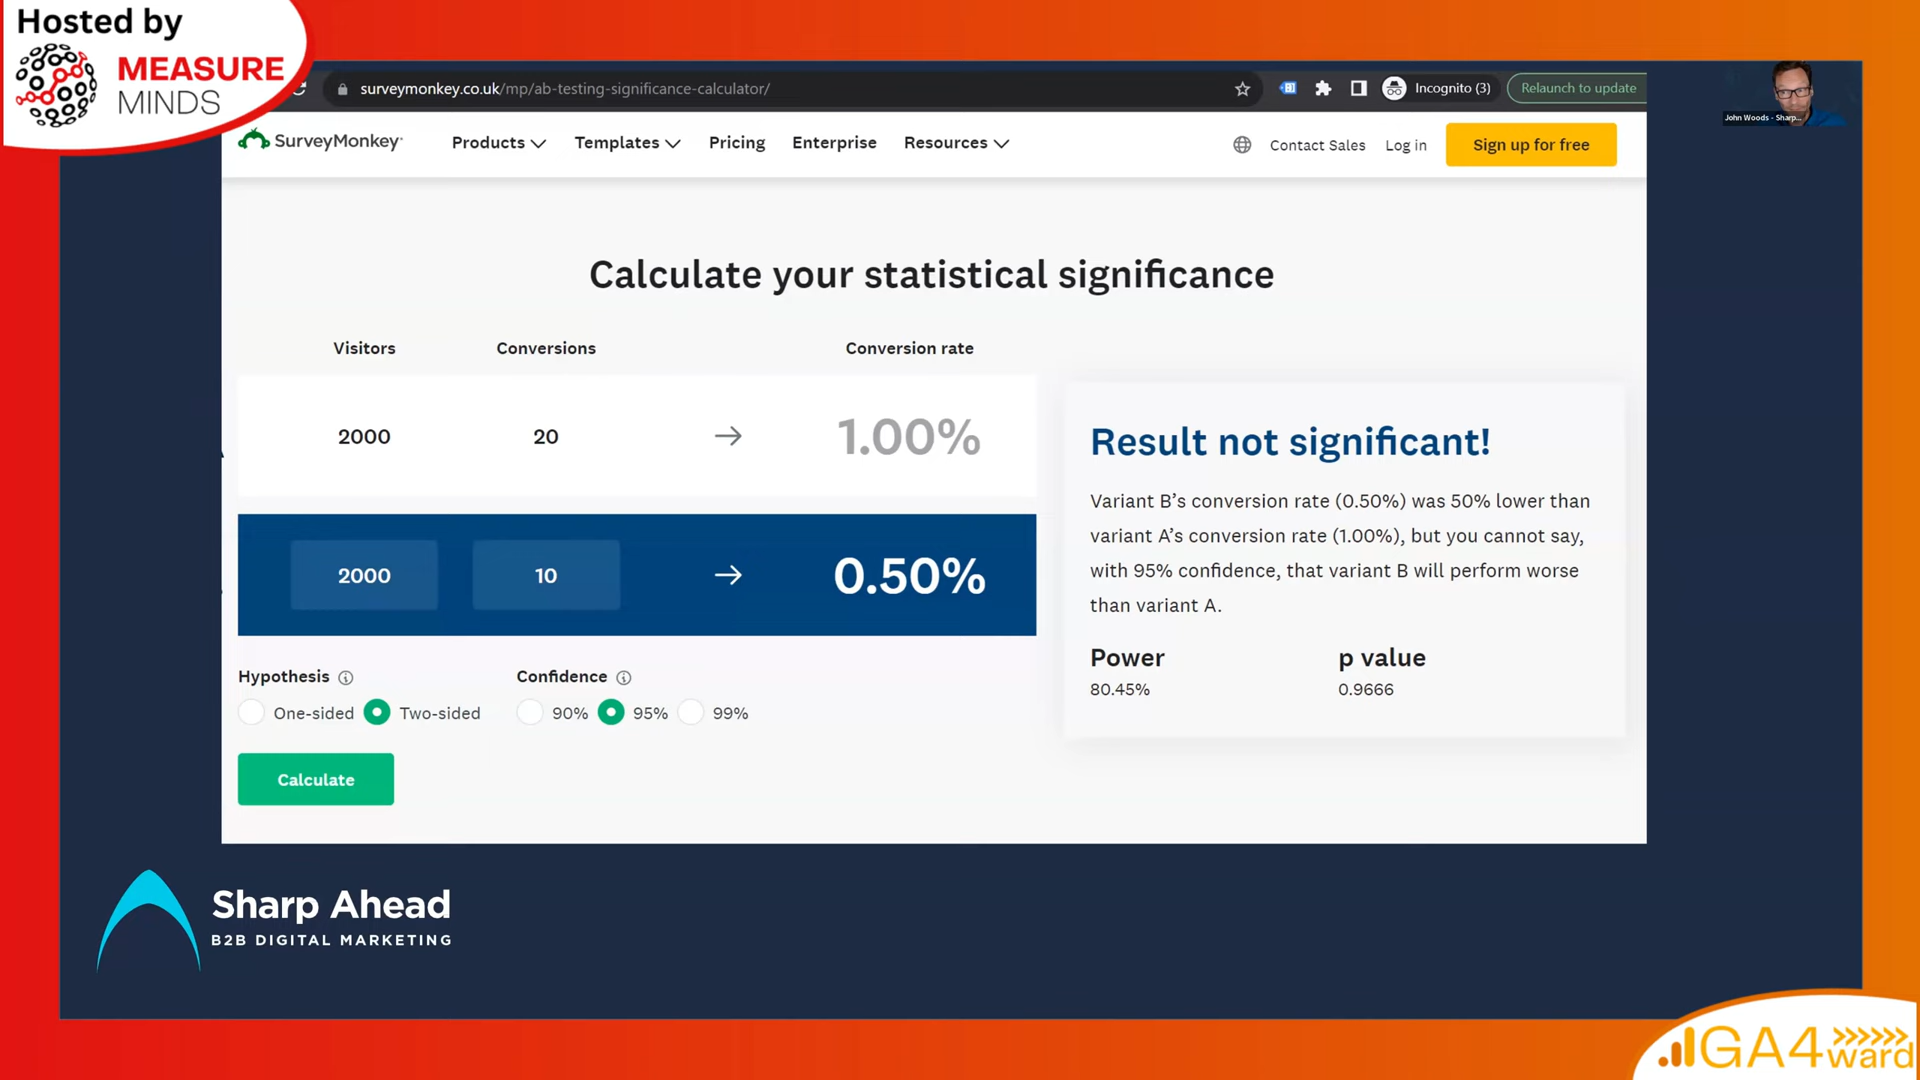 Hosted by
MEASURE
MINDS
surveymonkey.co.uk/mp/ab-testing-significance-calculator/
Incognito (3)
Relaunch to update
John Woods - Sharp...
SurveyMonkey
Products
Templates
Pricing
Enterprise
Resources
Contact Sales
Log in
Sign up for free
Calculate your statistical significance
Visitors
Conversions
Conversion rate
2000
20
1.00%
2000
10
0.50%
Result not significant!
Variant B's conversion rate (0.50%) was 50% lower than
variant A's conversion rate (1.00%), but you cannot say,
with 95% confidence, that variant B will perform worse
than variant A.
Power
p value
80.45%
0.9666
Hypothesis
Confidence
One-sided
Two-sided
90%
95%
99%
Calculate
Sharp Ahead
B2B DIGITAL MARKETING
GA4ward